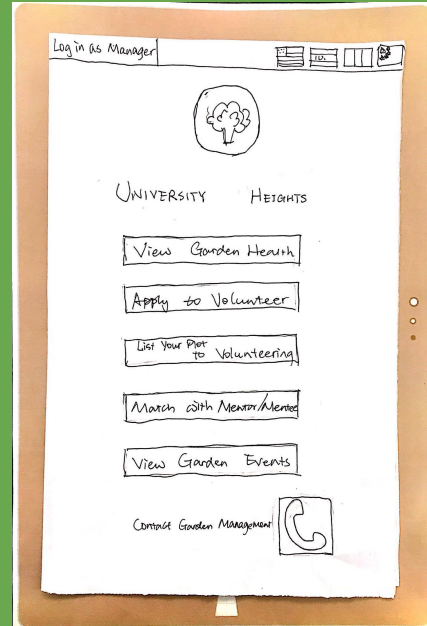 Log in as Manager
UNIVERSITY HEIGHTS
View Garden Health
Apply to Volunteer
List Your Plot
to Volunteering
Match with Mentor/Mentee
View Garden Events
Contact Garden Management